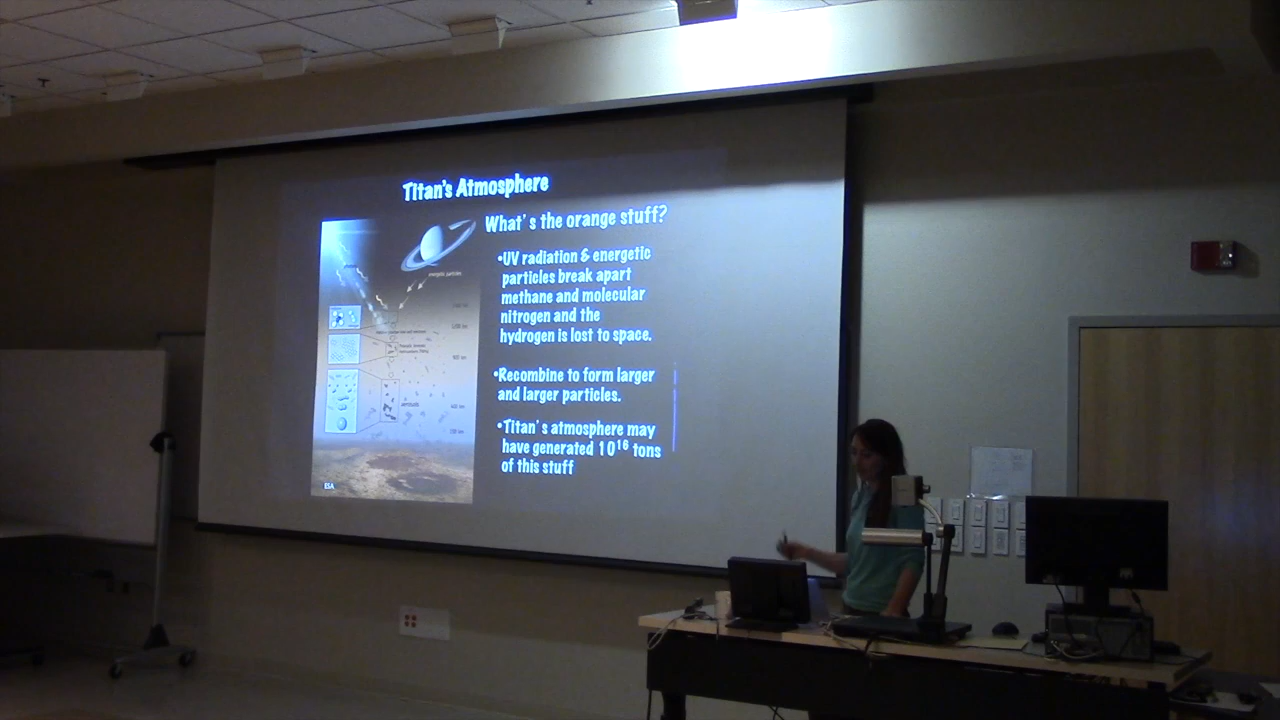 Titan's Atmosphere
What's the orange stuff?
•UV radiation & energetic
particles break apart
methane and molecular
nitrogen and the
hydrogen is lost to space.
•Recombine to form larger
and larger particles.
•Titan's atmosphere may
have generated 10¹⁶ tons
of this stuff
energetic particles
ESA